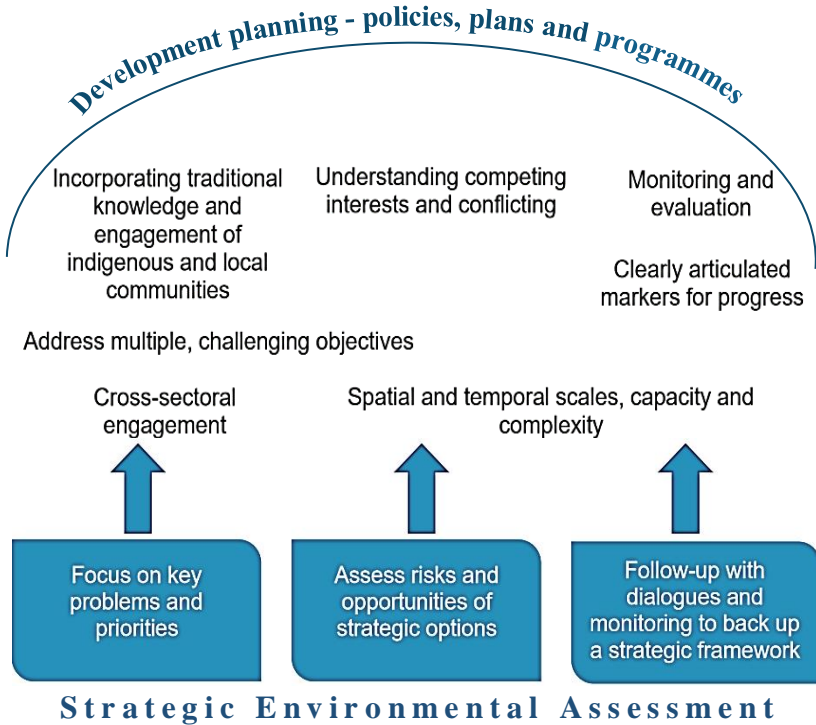 Development planning - policies, plans and programmes
Incorporating traditional
knowledge and
engagement of
indigenous and local
communities
Understanding competing
interests and conflicting
Monitoring and
evaluation
Clearly articulated
markers for progress
Address multiple, challenging objectives
Cross-sectoral
engagement
Spatial and temporal scales, capacity and
complexity
Focus on key
problems and
priorities
Assess risks and
opportunities of
strategic options
Follow-up with
dialogues and
monitoring to back up
a strategic framework
Strategic Environmental Assessment